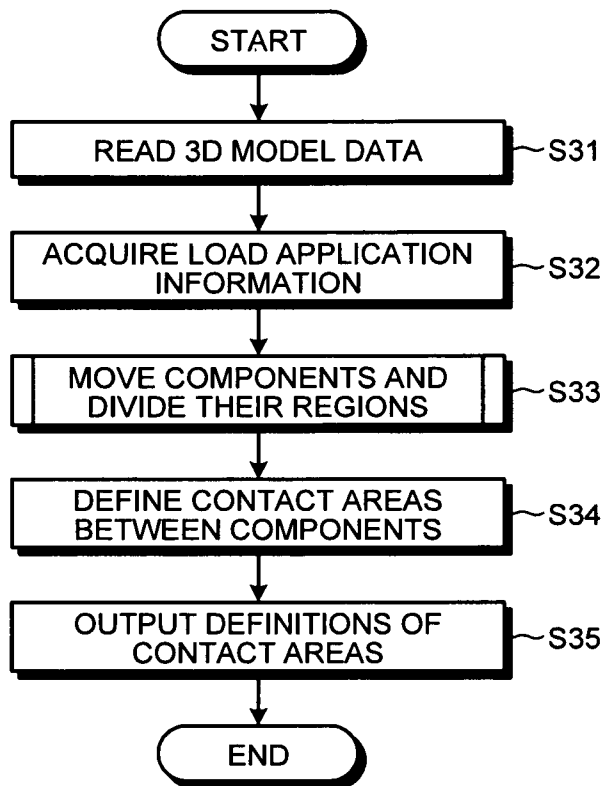 START
READ 3D MODEL DATA
S31
ACQUIRE LOAD APPLICATION
INFORMATION
S32
MOVE COMPONENTS AND
DIVIDE THEIR REGIONS
S33
DEFINE CONTACT AREAS
BETWEEN COMPONENTS
S34
OUTPUT DEFINITIONS OF
CONTACT AREAS
S35
END